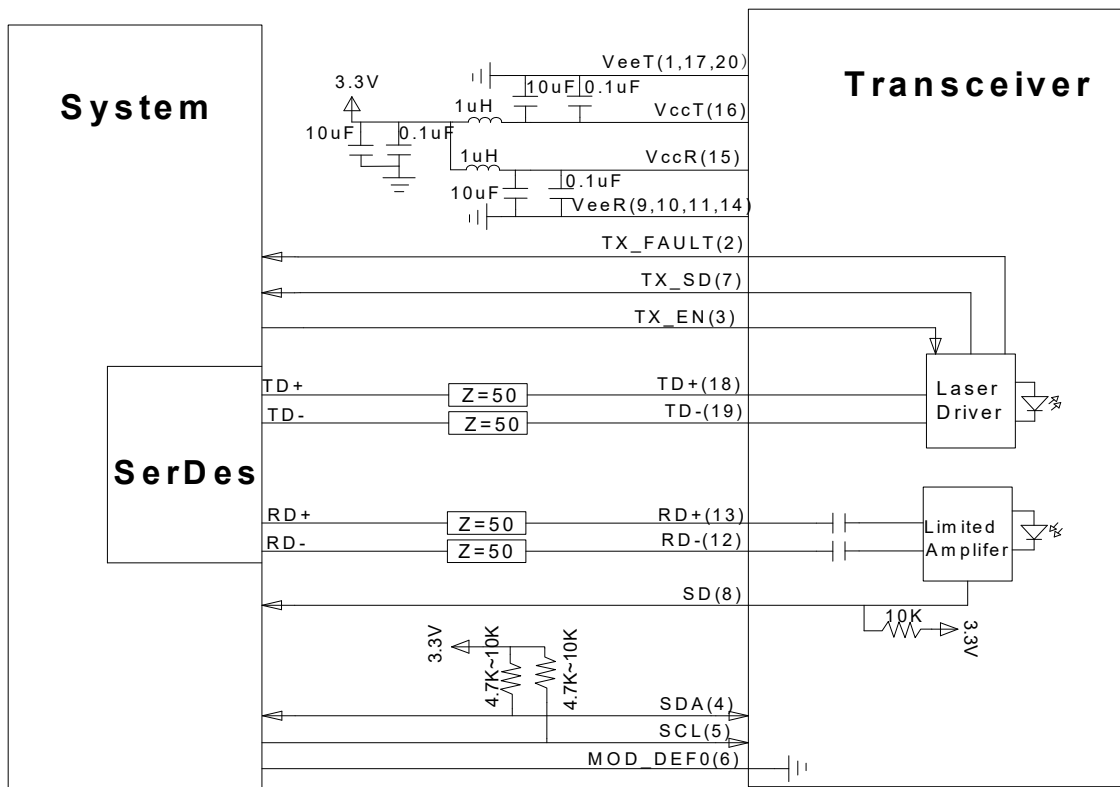 System
Transceiver
VeeT(1,17,20)
3.3V
10uF
0.1uF
1uH
VccT(16)
10uF
0.1uF
1uH
VccR(15)
10uF
0.1uF
VeeR(9,10,11,14)
TX_FAULT(2)
TX_SD(7)
TX_EN(3)
TD+
Z=50
TD+(18)
TD-
Z=50
TD-(19)
Laser
Driver
SerDes
RD+
Z=50
RD+(13)
RD-
Z=50
RD-(12)
Limited
Amplifer
SD(8)
10K
3.3V
3.3V
4.7K~10K
4.7K~10K
SDA(4)
SCL(5)
MOD_DEF0(6)